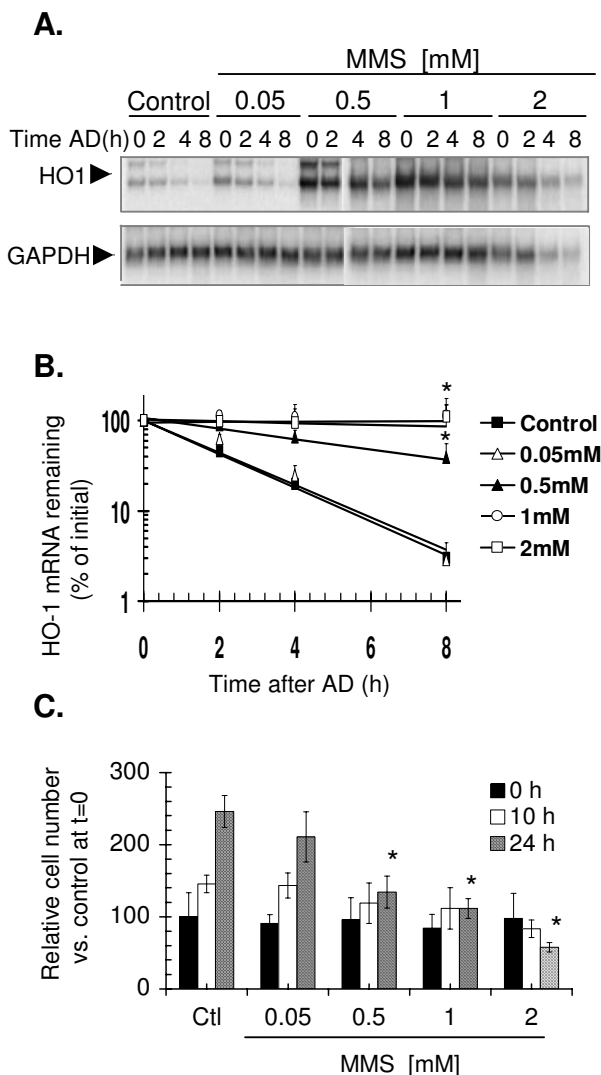 A.
MMS [mM]
Control 0.05 0.5 1 2
Time AD(h) 0 2 4 8 0 2 4 8 0 2 4 8 0 2 4 8 0 2 4 8
HO1
GAPDH
B.
HO-1 mRNA remaining
(% of initial)
100
10
1
0 2 4 6 8
Time after AD (h)
*
*
Control
0.05mM
0.5mM
1mM
2mM
C.
Relative cell number
vs. control at t=0
300
200
100
0
0 h
10 h
24 h
* * *
Ctl 0.05 0.5 1 2
MMS [mM]